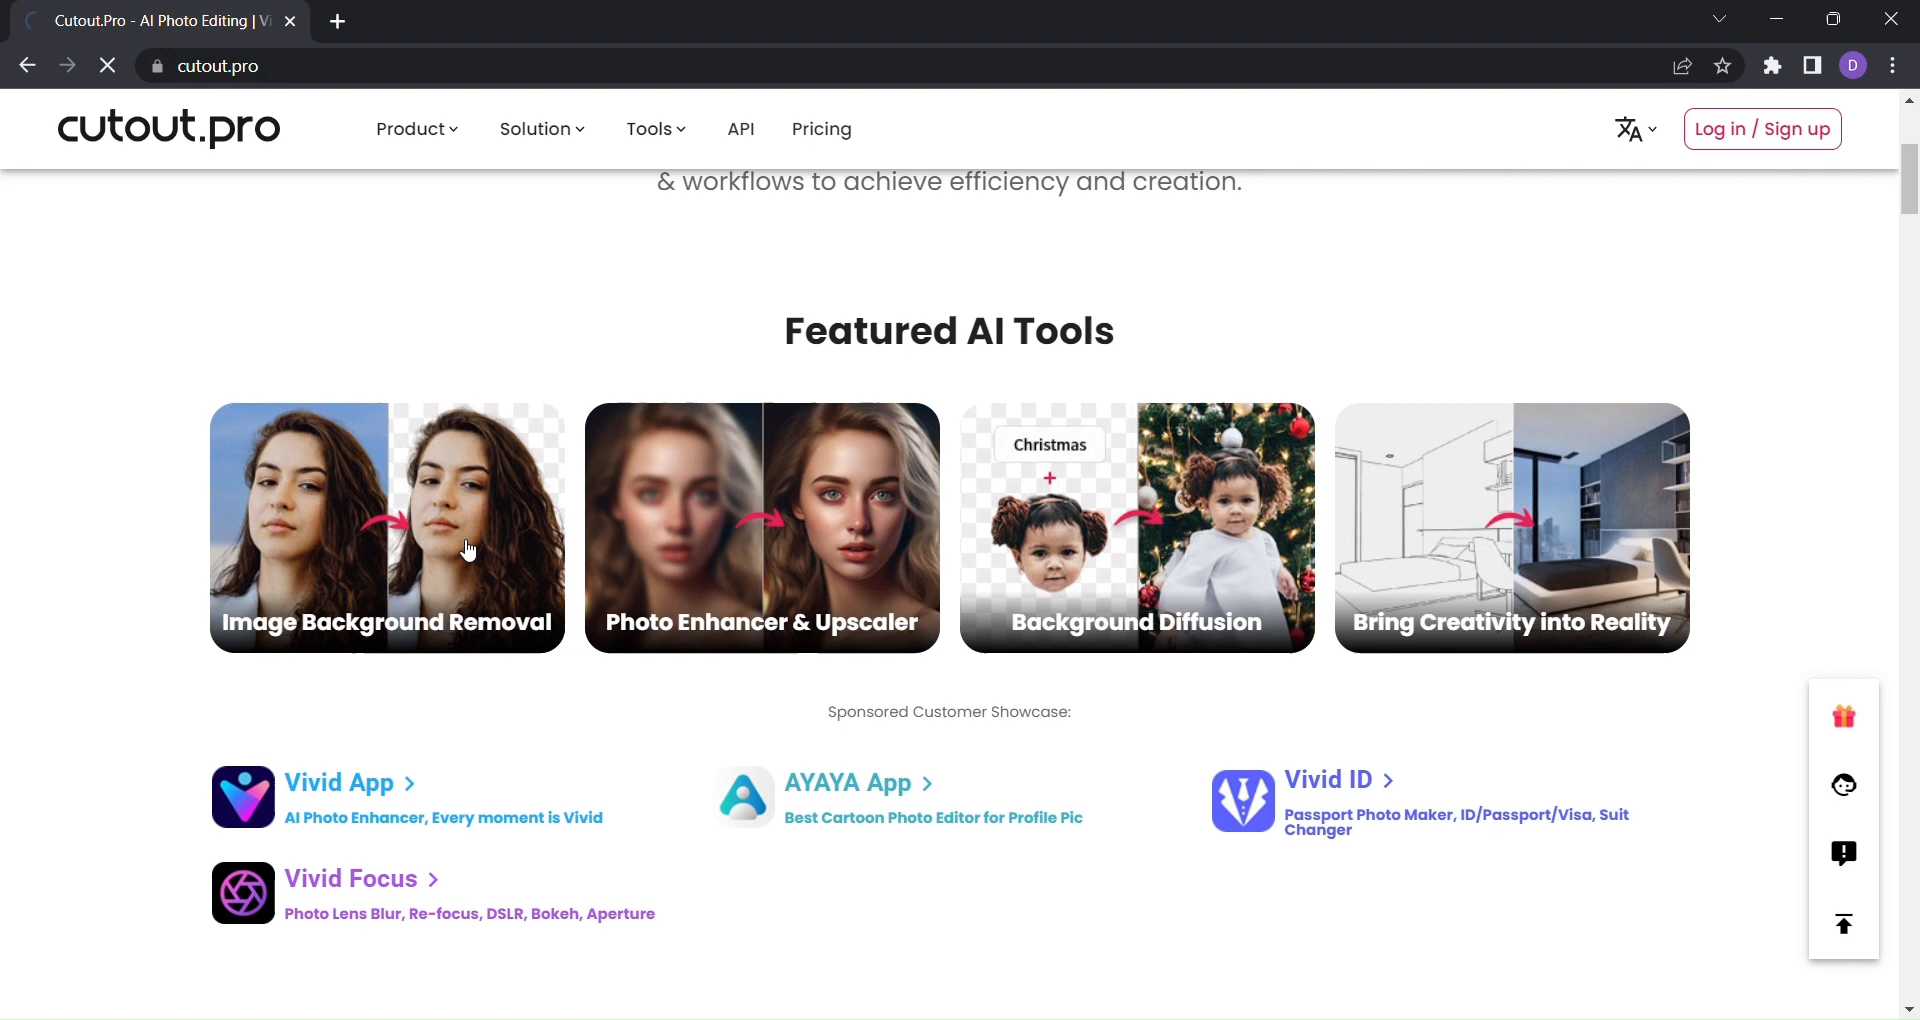 Cutout.Pro - AI Photo Editing | Vi
cutout.pro
D
cutout.pro
Product
Solution
Tools
API
Pricing
Log in / Sign up
& workflows to achieve efficiency and creation.
Featured AI Tools
Christmas
+
Image Background Removal
Photo Enhancer & Upscaler
Background Diffusion
Bring Creativity into Reality
Sponsored Customer Showcase:
Vivid App >
AI Photo Enhancer, Every moment is Vivid
AYAYA App >
Best Cartoon Photo Editor for Profile Pic
Vivid ID >
Passport Photo Maker, ID/Passport/Visa, Suit
Changer
Vivid Focus >
Photo Lens Blur, Re-focus, DSLR, Bokeh, Aperture